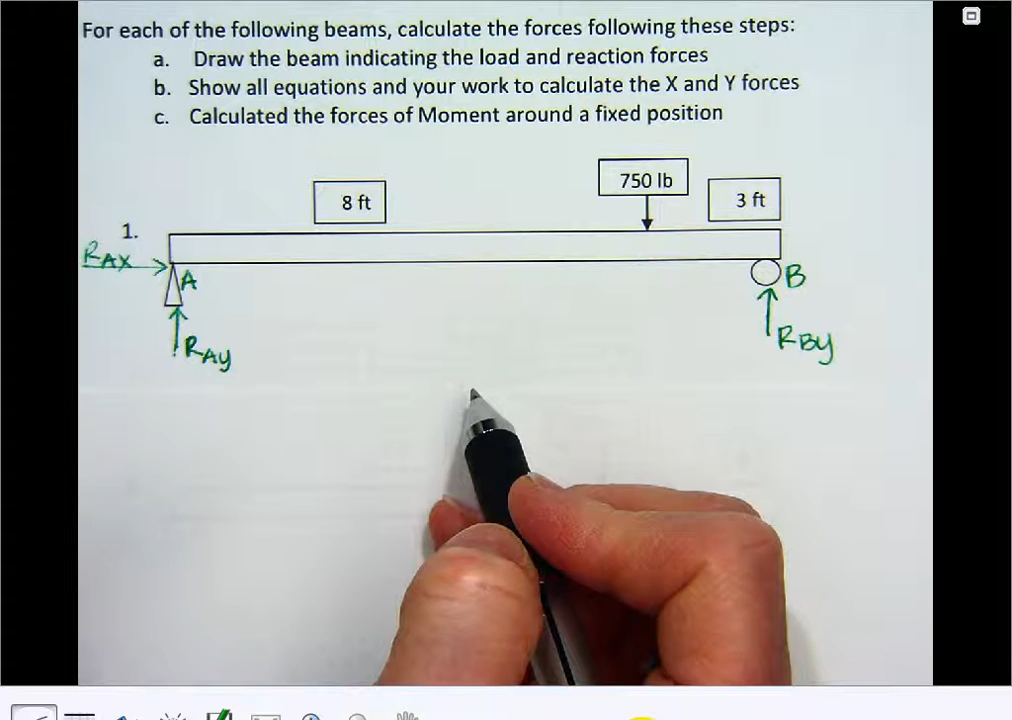 For each of the following beams, calculate the forces following these steps:
a. Draw the beam indicating the load and reaction forces
b. Show all equations and your work to calculate the X and Y forces
c. Calculated the forces of Moment around a fixed position
750 lb
8 ft
3 ft
1.
RAX
A
B
RAY
RBY